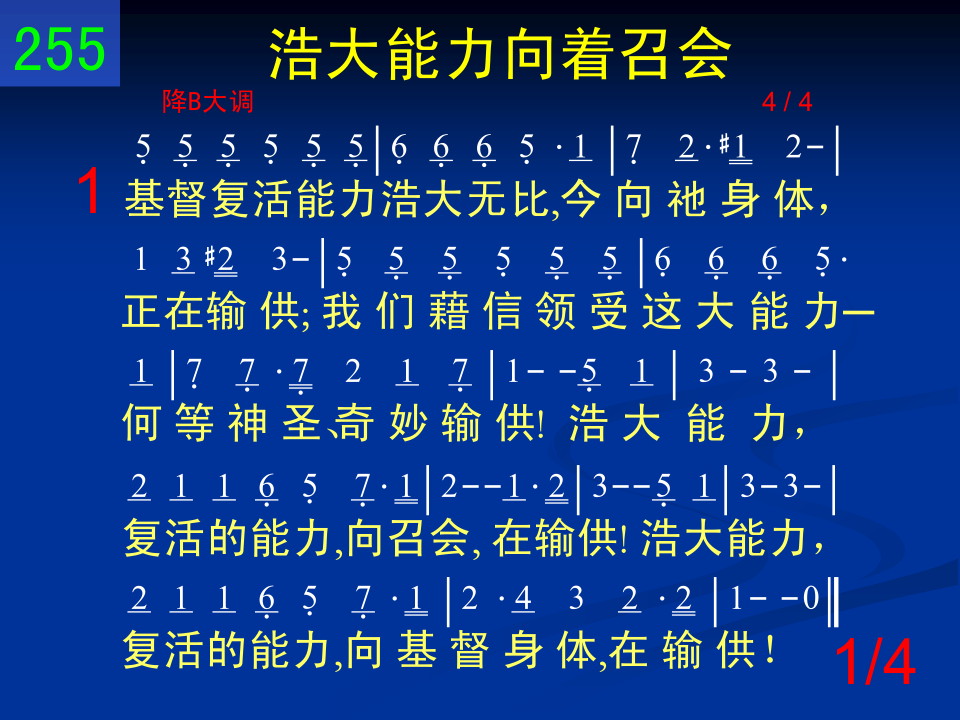 255
浩大能力向着召会
降B大调 4 / 4
5 5 5 5 5 5|6 6 6 5 · 1|7 2 · #1 2-|
1
基督复活能力浩大无比,今 向 祂 身 体，
1 3 #2 3-|5 5 5 5 5 5|6 6 6 5 ·
正在输 供; 我 们 藉 信 领 受 这 大 能 力─
1|7 7 · 7 2 1 7|1- -5 1|3 - 3 -|
何 等 神 圣、奇 妙 输 供! 浩 大 能 力，
2 1 1 6 5 7 · 1|2--1 · 2|3--5 1|3-3-|
复活的能力,向召会, 在输供! 浩大能力，
2 1 1 6 5 7 · 1|2 · 4 3 2 · 2|1- -0‖
复活的能力,向 基 督 身 体,在 输 供！
1/4